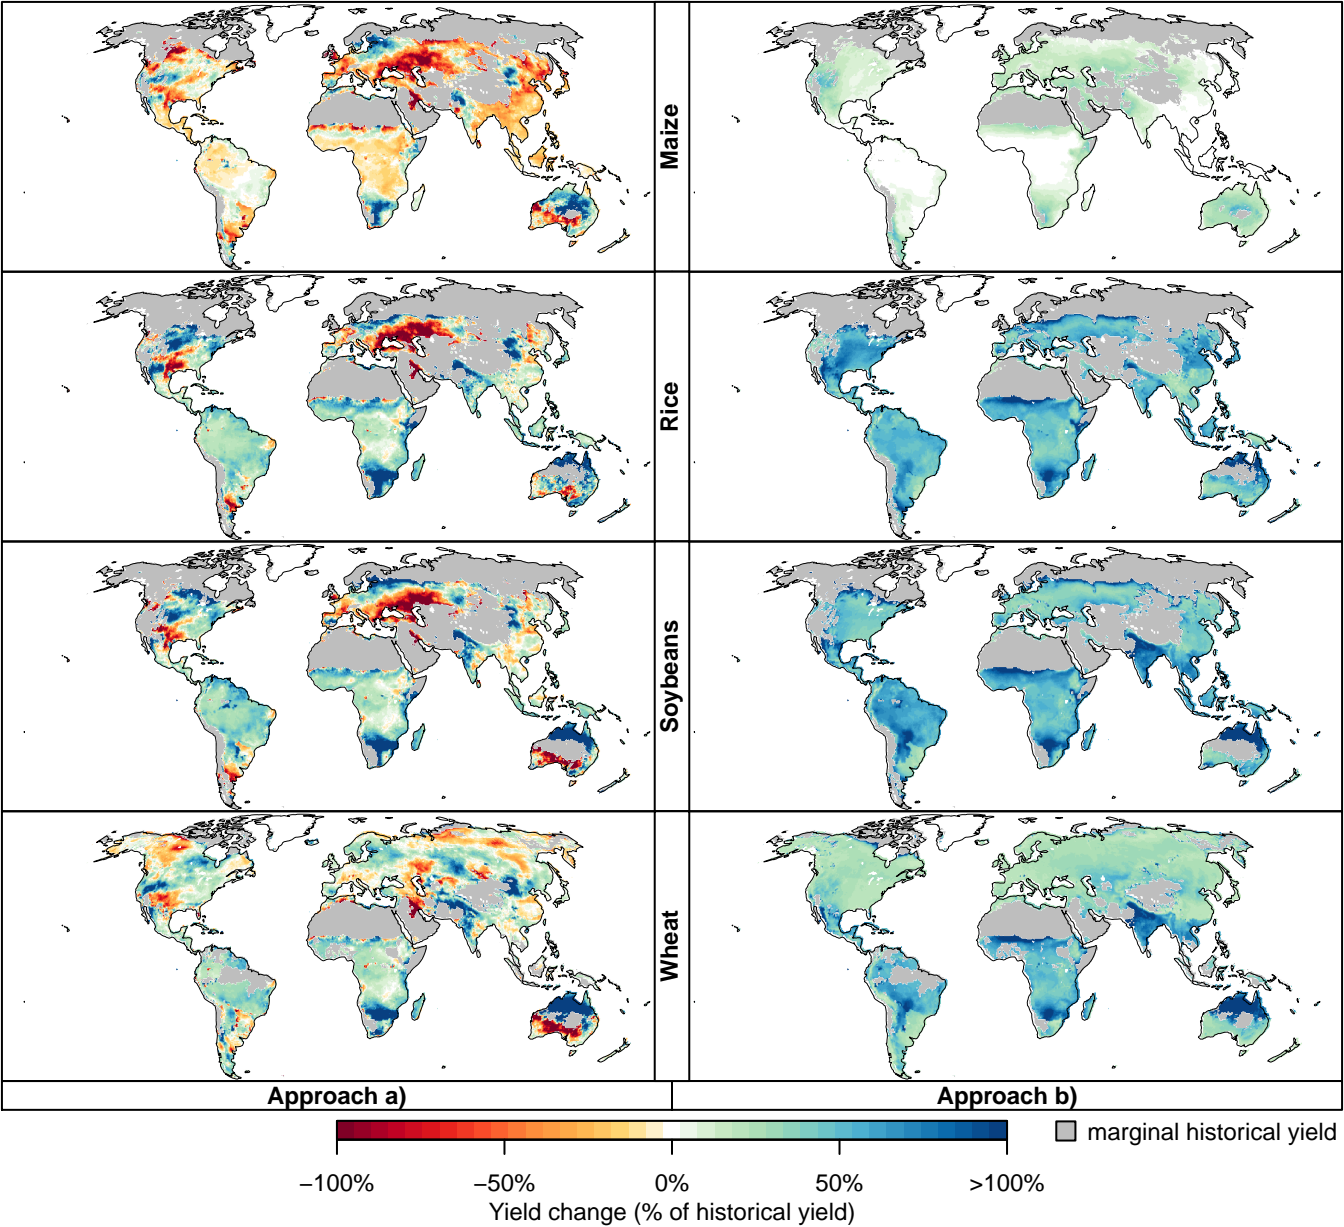 Maize
Rice
Soybeans
Wheat
Approach a)
Approach b)
marginal historical yield
−100%
−50%
0%
50%
>100%
Yield change (% of historical yield)